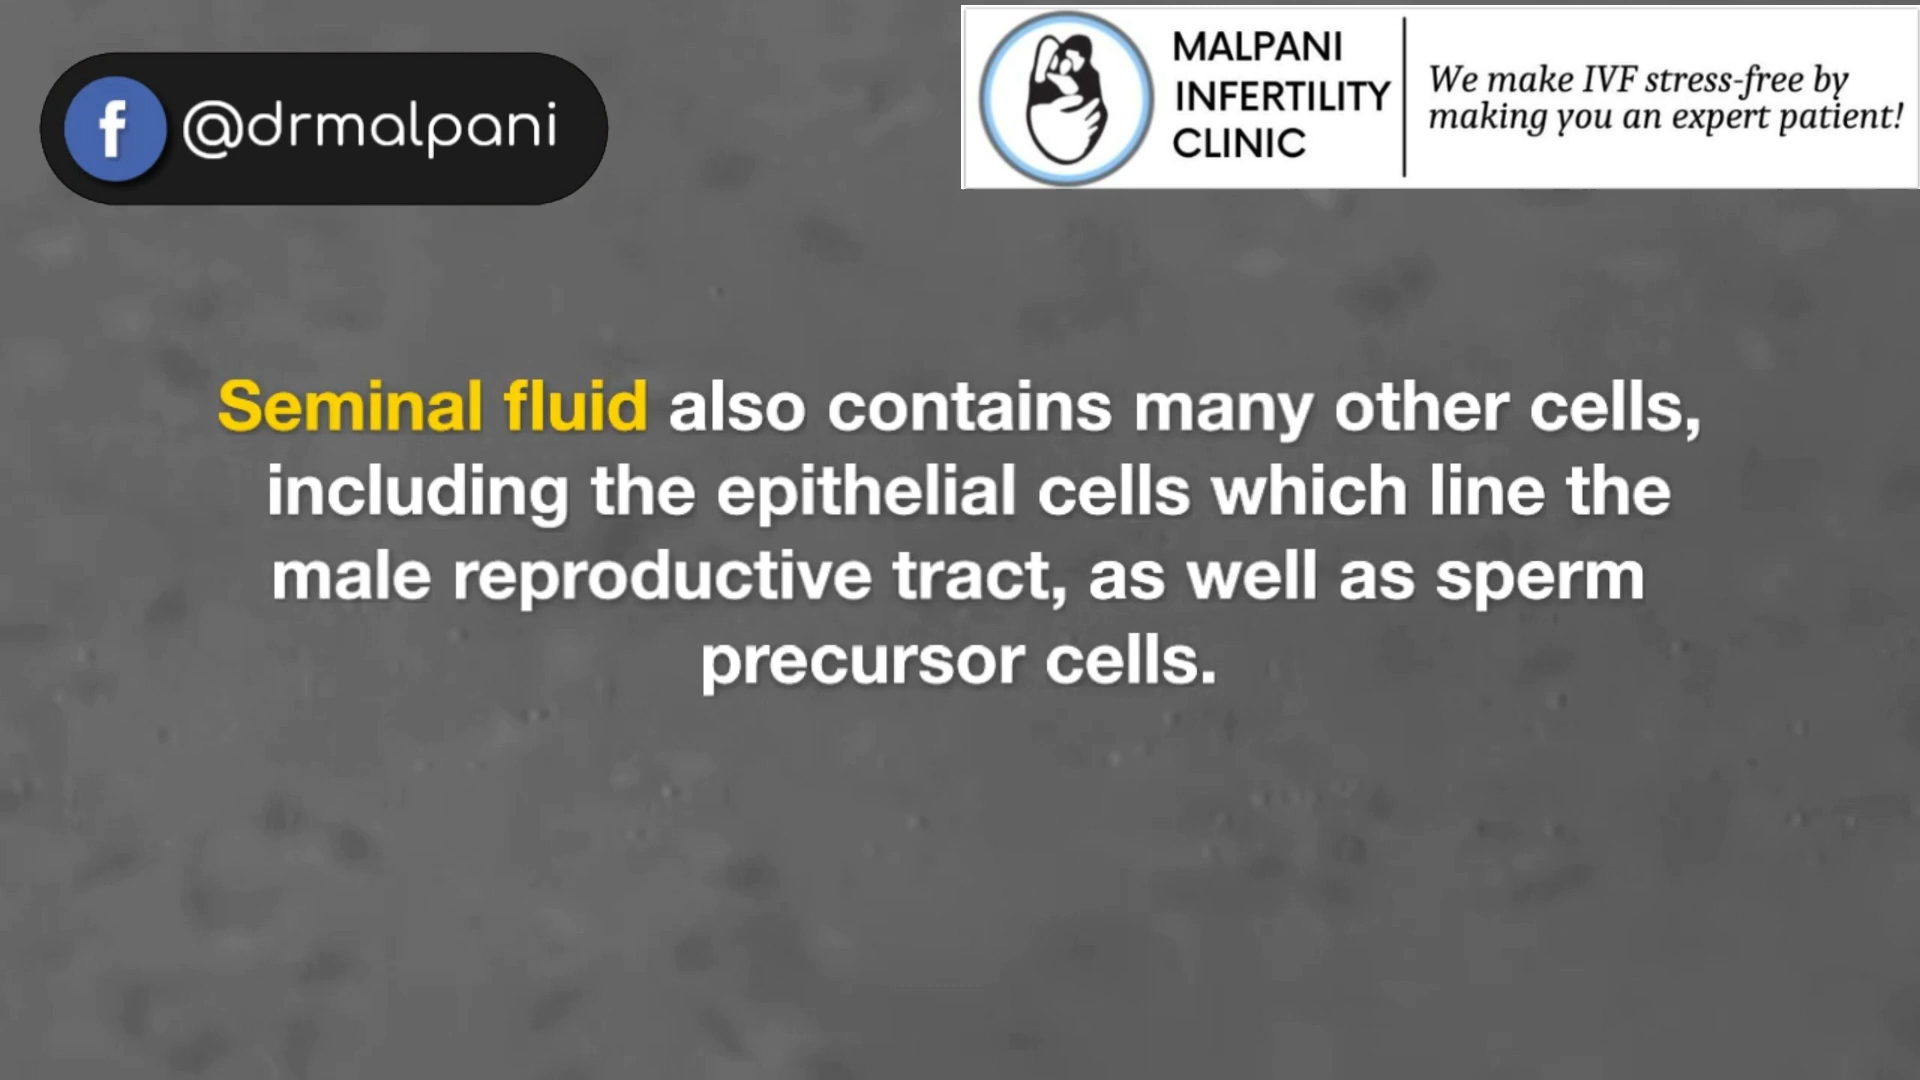 f @drmalpani
MALPANI
INFERTILITY
CLINIC
We make IVF stress-free by
making you an expert patient!
Seminal fluid also contains many other cells,
including the epithelial cells which line the
male reproductive tract, as well as sperm
precursor cells.